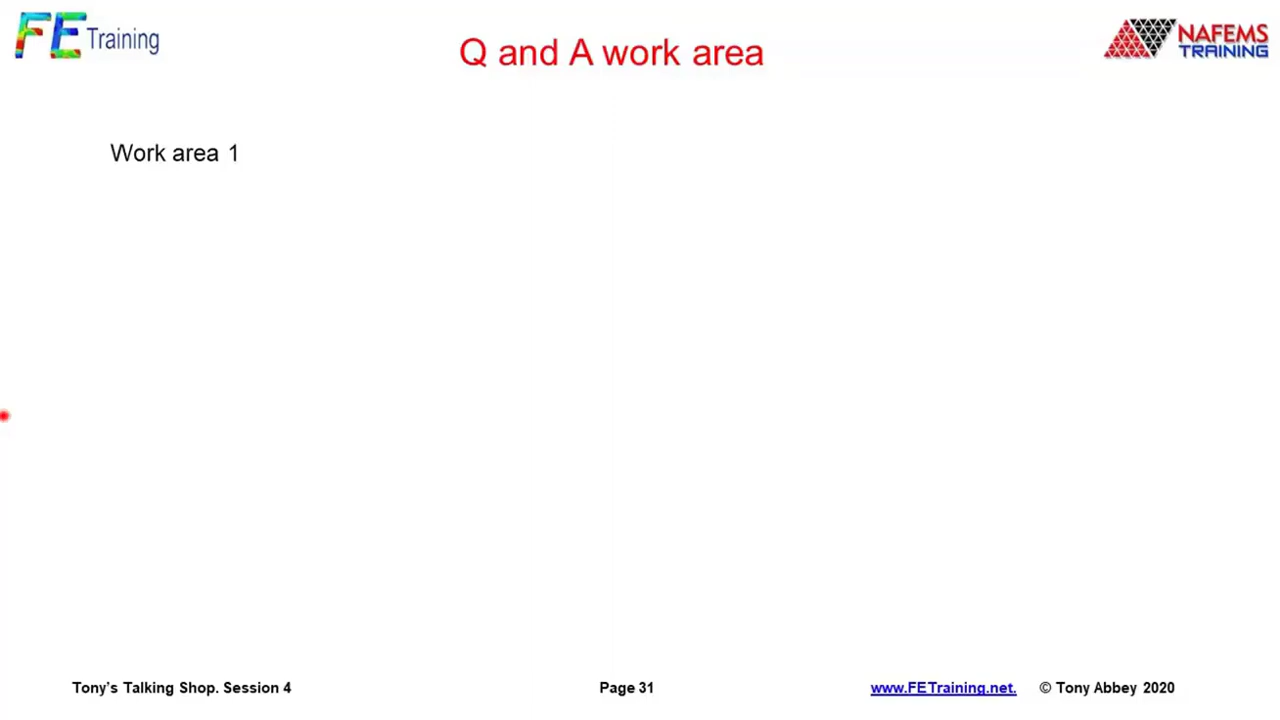 FE Training
Q and A work area
NAFEMS
TRAINING
Work area 1
Tony's Talking Shop. Session 4
Page 31
www.FETraining.net.
© Tony Abbey 2020